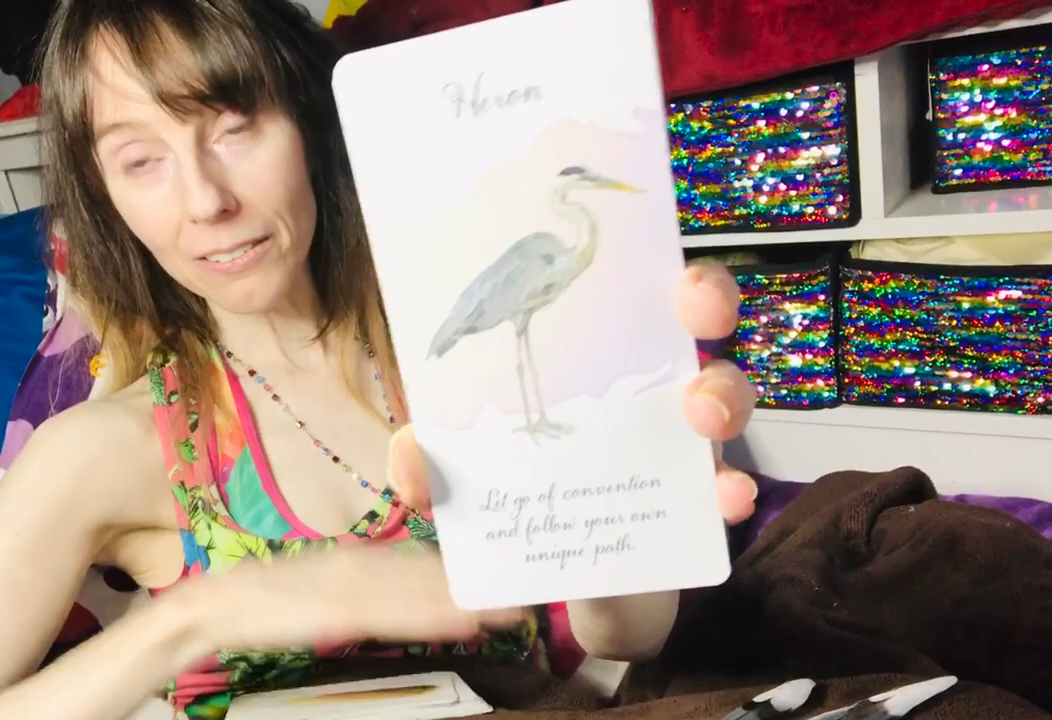 Heron
Let go of convention
and follow your own
unique path.